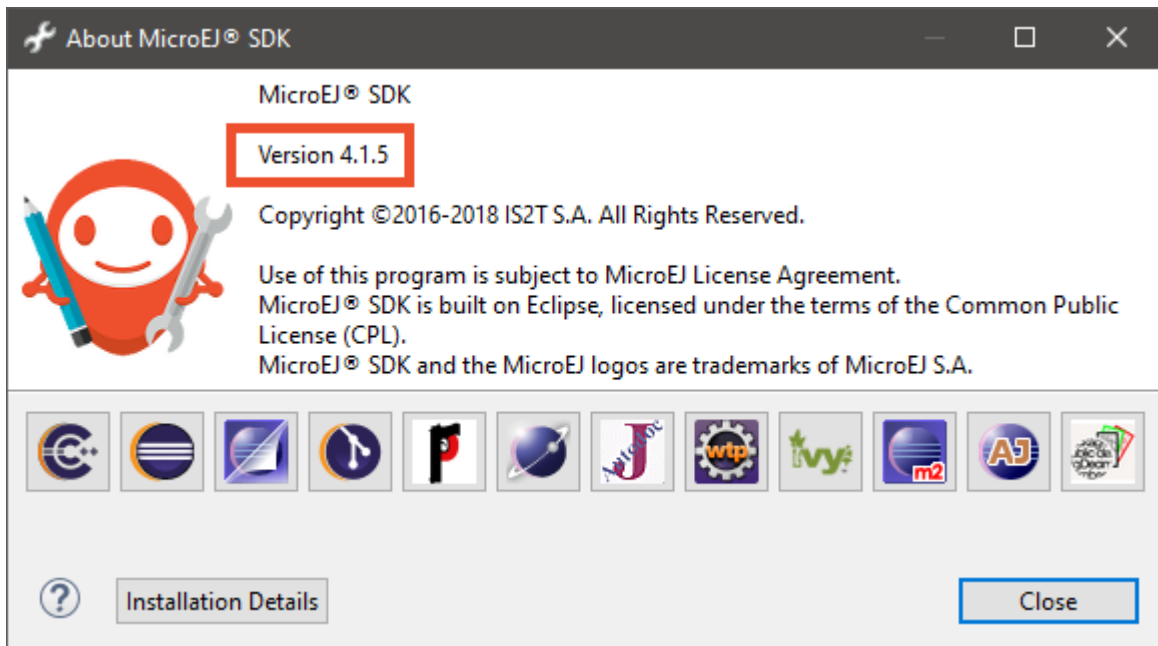 About MicroEJ® SDK
MicroEJ® SDK
Version 4.1.5
Copyright ©2016-2018 IS2T S.A. All Rights Reserved.
Use of this program is subject to MicroEJ License Agreement.
MicroEJ® SDK is built on Eclipse, licensed under the terms of the Common Public
License (CPL).
MicroEJ® SDK and the MicroEJ logos are trademarks of MicroEJ S.A.
C++
Autodoc J
wtp
Ivy
m2
AJ
?
Installation Details
Close